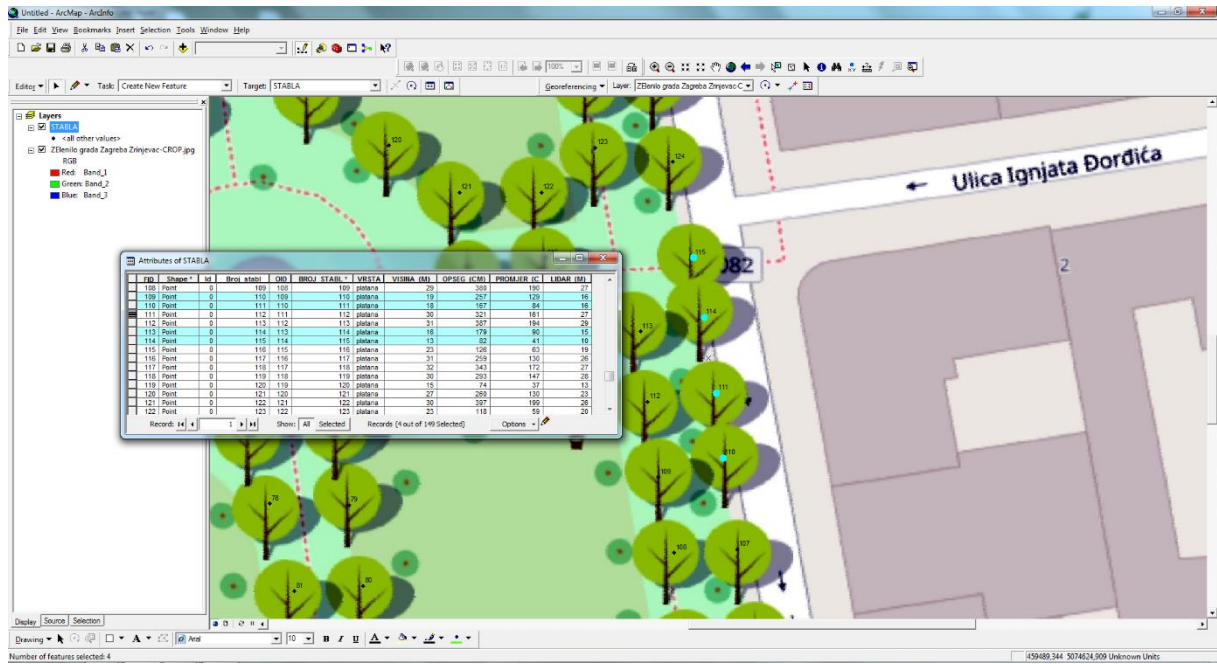 Untitled - ArcMap - ArcInfo
File Edit View Bookmarks Insert Selection Tools Window Help
100%
Editor Task: Create New Feature Target: STABLA Georeferencing Layer: ZElenilo grada Zagreba Zrinjevac-C
Layers
STABLA
<all other values>
ZElenilo grada Zagreba Zrinjevac-CROP.jpg
RGB
Red: Band_1
Green: Band_2
Blue: Band_3
120
123
124
121
122
Ulica Ignjata Đorđića
115
082
2
114
113
111
112
110
109
108
107
78
79
81
80
Attributes of STABLA
FID Shape * Id Broj_stabl OID BROJ_STABL * VRSTA VISINA (M) OPSEG (CM) PROMJER (C LIDAR (M)
108 Point 0 109 108 109 platana 29 380 190 27
109 Point 0 110 109 110 platana 19 257 129 16
110 Point 0 111 110 111 platana 18 167 84 16
111 Point 0 112 111 112 platana 30 321 161 27
112 Point 0 113 112 113 platana 31 387 194 29
113 Point 0 114 113 114 platana 16 179 90 15
114 Point 0 115 114 115 platana 13 82 41 10
115 Point 0 116 115 116 platana 23 126 63 19
116 Point 0 117 116 117 platana 31 259 130 26
117 Point 0 118 117 118 platana 32 343 172 27
118 Point 0 119 118 119 platana 30 293 147 28
119 Point 0 120 119 120 platana 15 74 37 13
120 Point 0 121 120 121 platana 27 260 130 23
121 Point 0 122 121 122 platana 30 397 199 26
122 Point 0 123 122 123 platana 23 118 59 20
Record: 1 Show: All Selected Records (4 out of 149 Selected) Options
Display Source Selection
Drawing A Arial 10 B I U A
Number of features selected: 4
459489,344 5074624,909 Unknown Units